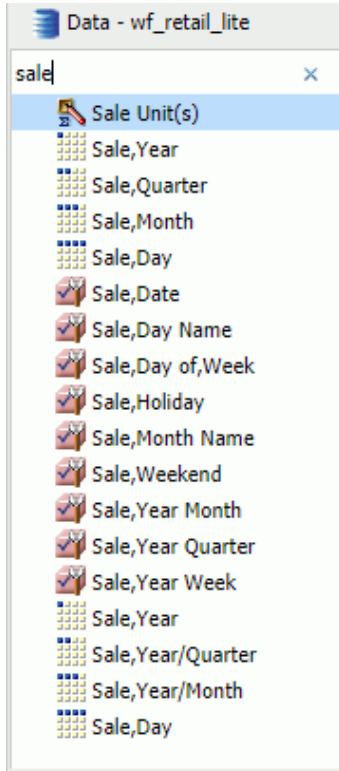 Data - wf_retail_lite
sale
Sale Unit(s)
Sale,Year
Sale,Quarter
Sale,Month
Sale,Day
Sale,Date
Sale,Day Name
Sale,Day of,Week
Sale,Holiday
Sale,Month Name
Sale,Weekend
Sale,Year Month
Sale,Year Quarter
Sale,Year Week
Sale,Year
Sale,Year/Quarter
Sale,Year/Month
Sale,Day